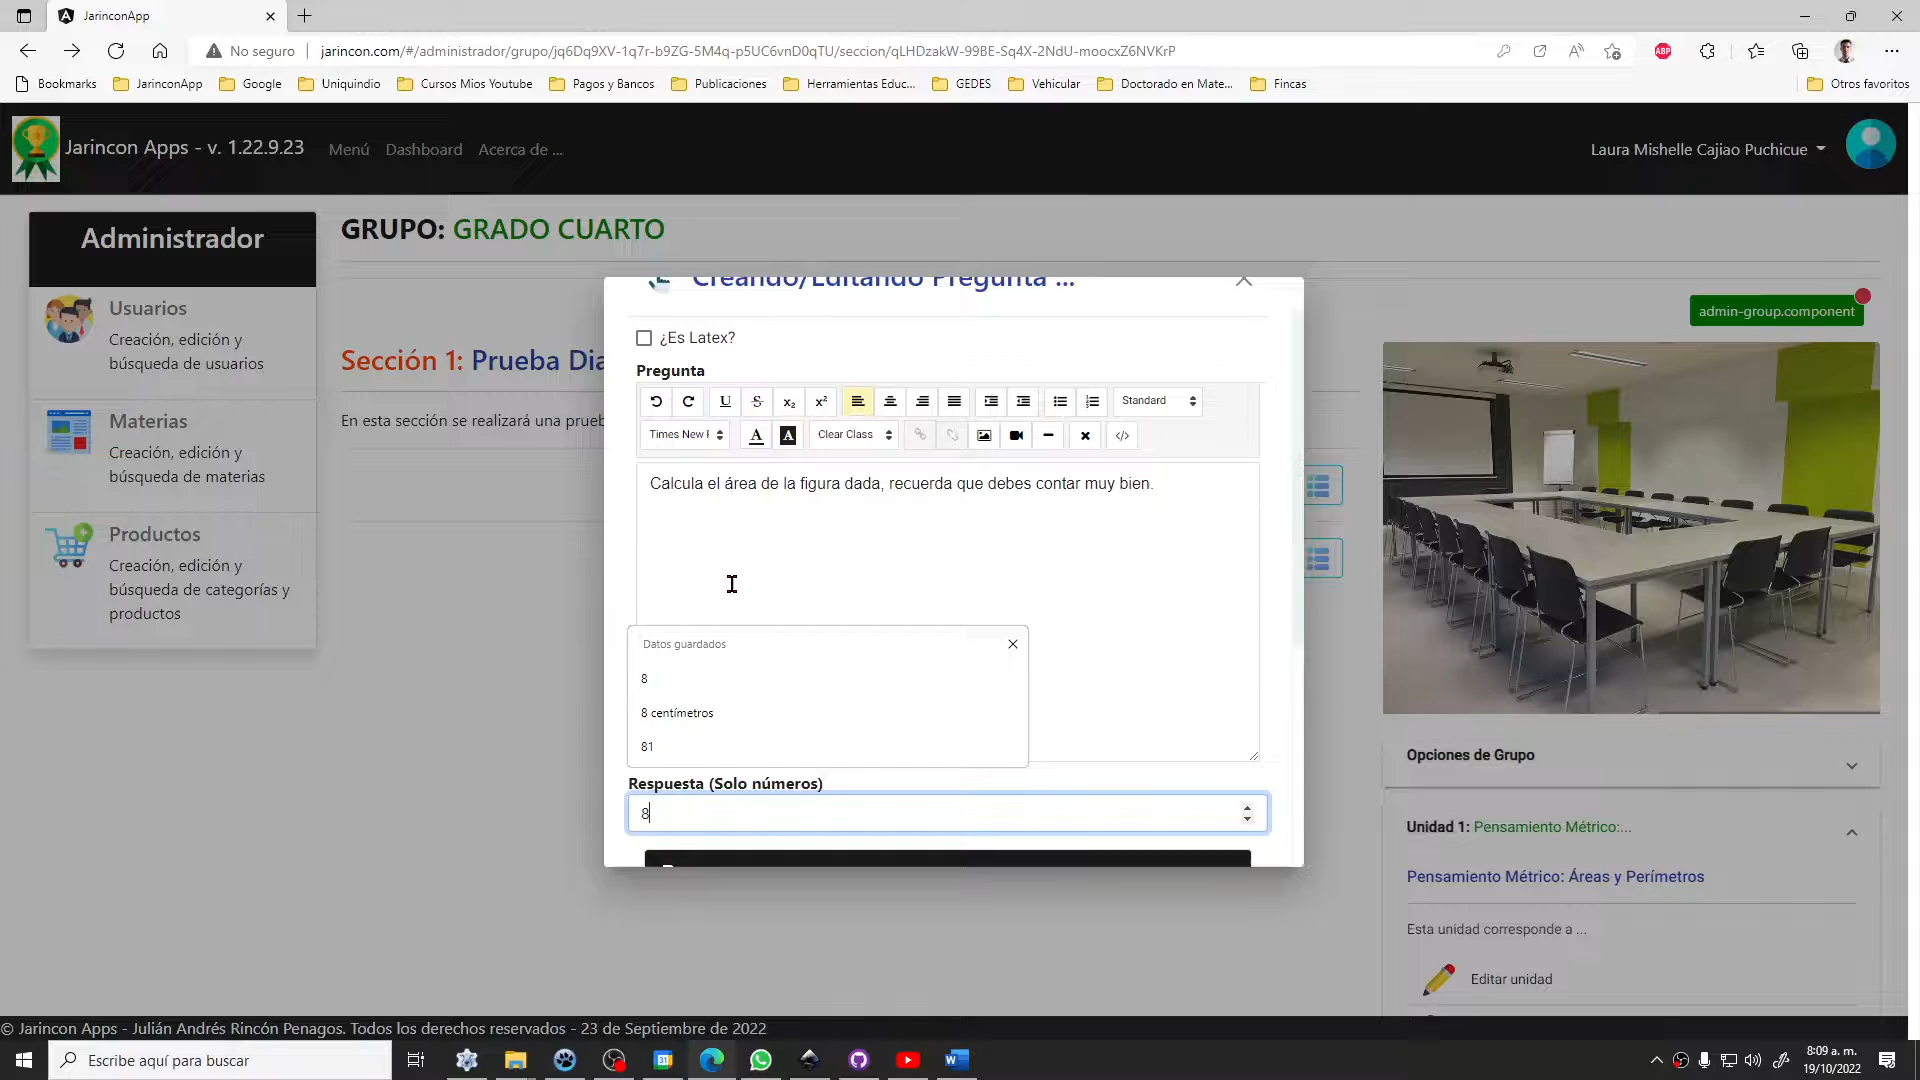 JarinconApp
No seguro
jarincon.com/#/administrador/grupo/jq6Dq9XV-1q7r-b9ZG-5M4q-p5UC6vnD0qTU/seccion/qLHDzakW-99BE-Sq4X-2NdU-moocxZ6NVKrP
ABP
Bookmarks
JarinconApp
Google
Uniquindio
Cursos Mios Youtube
Pagos y Bancos
Publicaciones
Herramientas Educ...
GEDES
Vehicular
Doctorado en Mate...
Fincas
Otros favoritos
Jarincon Apps - v. 1.22.9.23
Menú
Dashboard
Acerca de ...
Laura Mishelle Cajiao Puchicue
Administrador
Usuarios
Creación, edición y
búsqueda de usuarios
Materias
Creación, edición y
búsqueda de materias
Productos
Creación, edición y
búsqueda de categorías y
productos
GRUPO: GRADO CUARTO
Sección 1: Prueba Dia
En esta sección se realizará una prueb
Creando/Editando Pregunta ...
¿Es Latex?
Pregunta
Standard
Times New R
Clear Class
Calcula el área de la figura dada, recuerda que debes contar muy bien.
Datos guardados
8
8 centímetros
81
Respuesta (Solo números)
8
admin-group.component
Opciones de Grupo
Unidad 1: Pensamiento Métrico:...
Pensamiento Métrico: Áreas y Perímetros
Esta unidad corresponde a ...
Editar unidad
© Jarincon Apps - Julián Andrés Rincón Penagos. Todos los derechos reservados - 23 de Septiembre de 2022
Escribe aquí para buscar
8:09 a. m.
19/10/2022